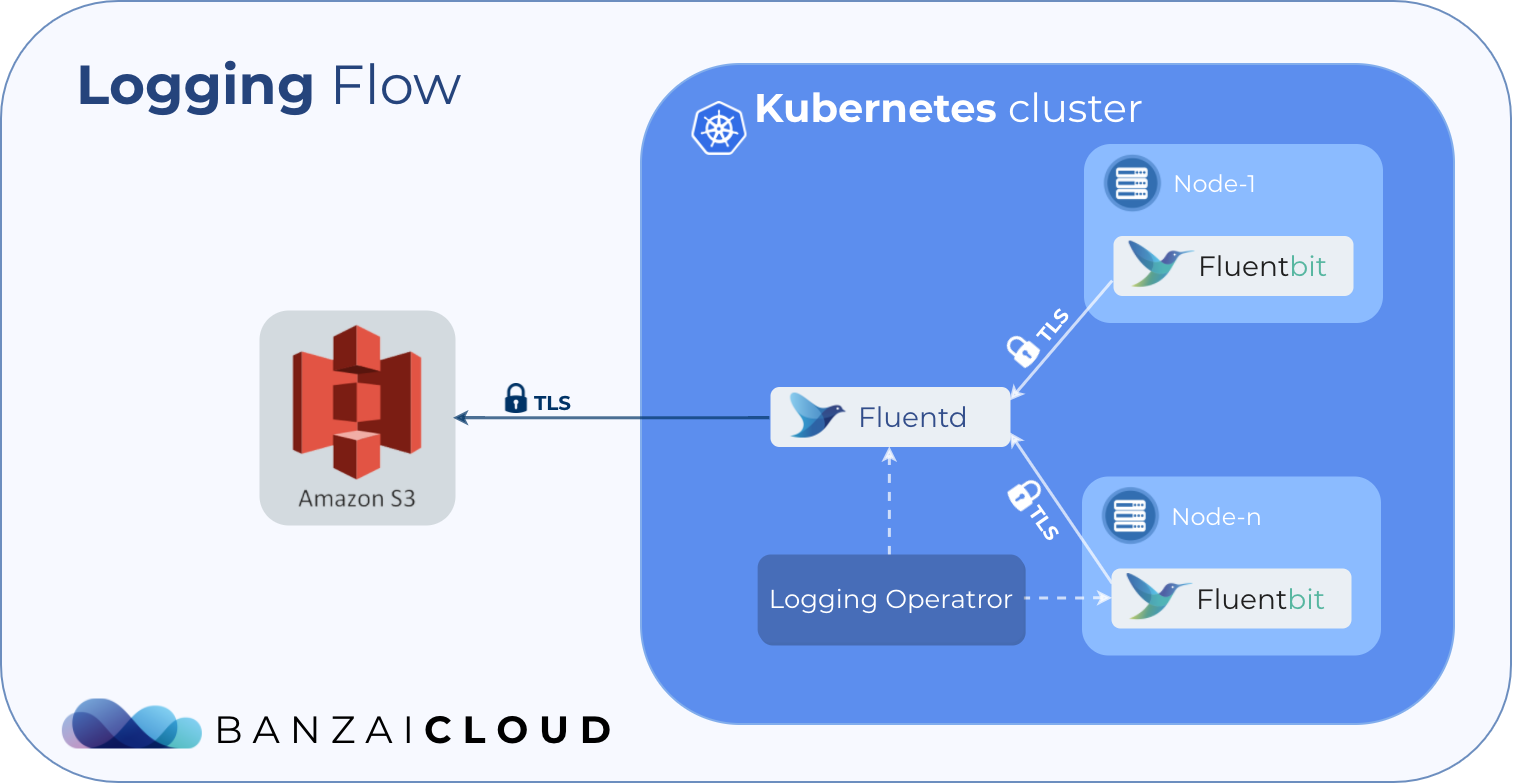 Logging Flow
Kubernetes cluster
Node-1
Fluentbit
TLS
TLS
Fluentd
Amazon S3
TLS
Node-n
Logging Operatror
Fluentbit
BANZAICLOUD